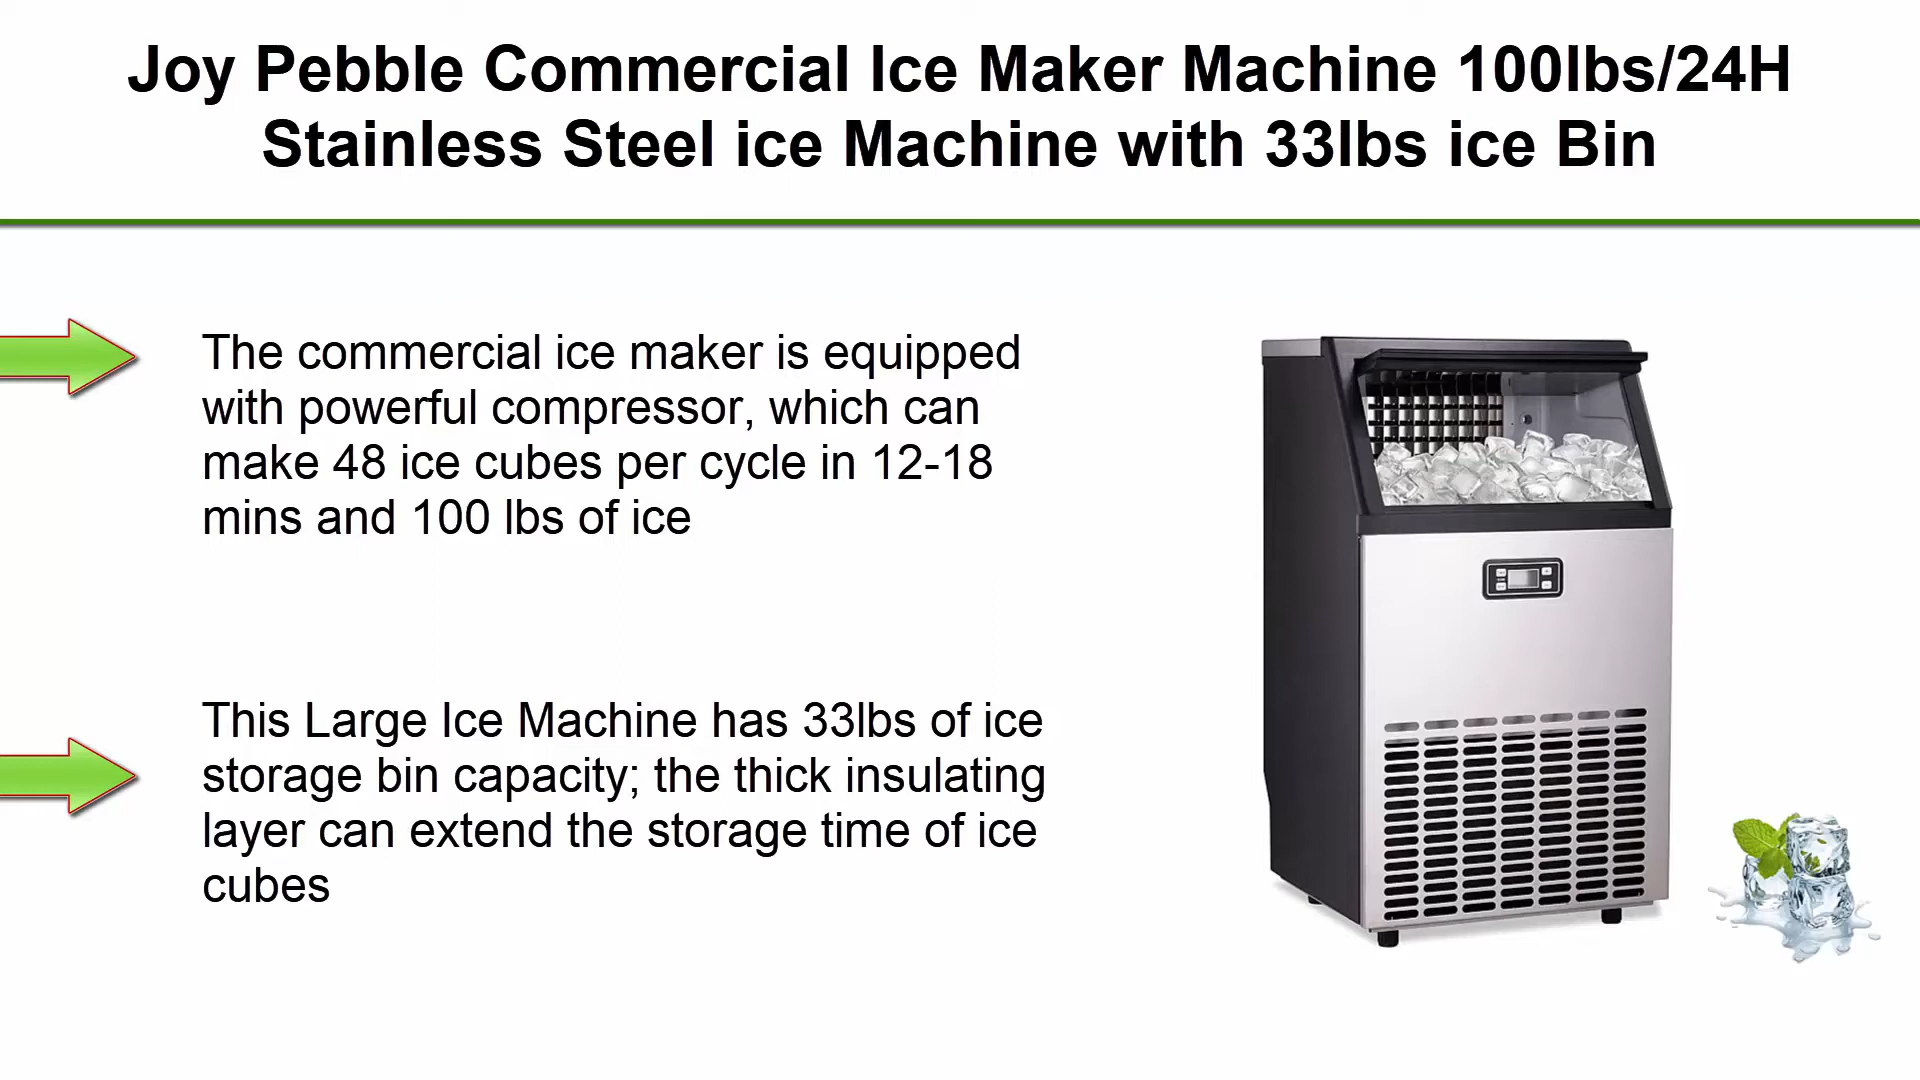 Joy Pebble Commercial Ice Maker Machine 100lbs/24H
Stainless Steel ice Machine with 33lbs ice Bin
The commercial ice maker is equipped
with powerful compressor, which can
make 48 ice cubes per cycle in 12-18
mins and 100 lbs of ice
This Large Ice Machine has 33lbs of ice
storage bin capacity; the thick insulating
layer can extend the storage time of ice
cubes